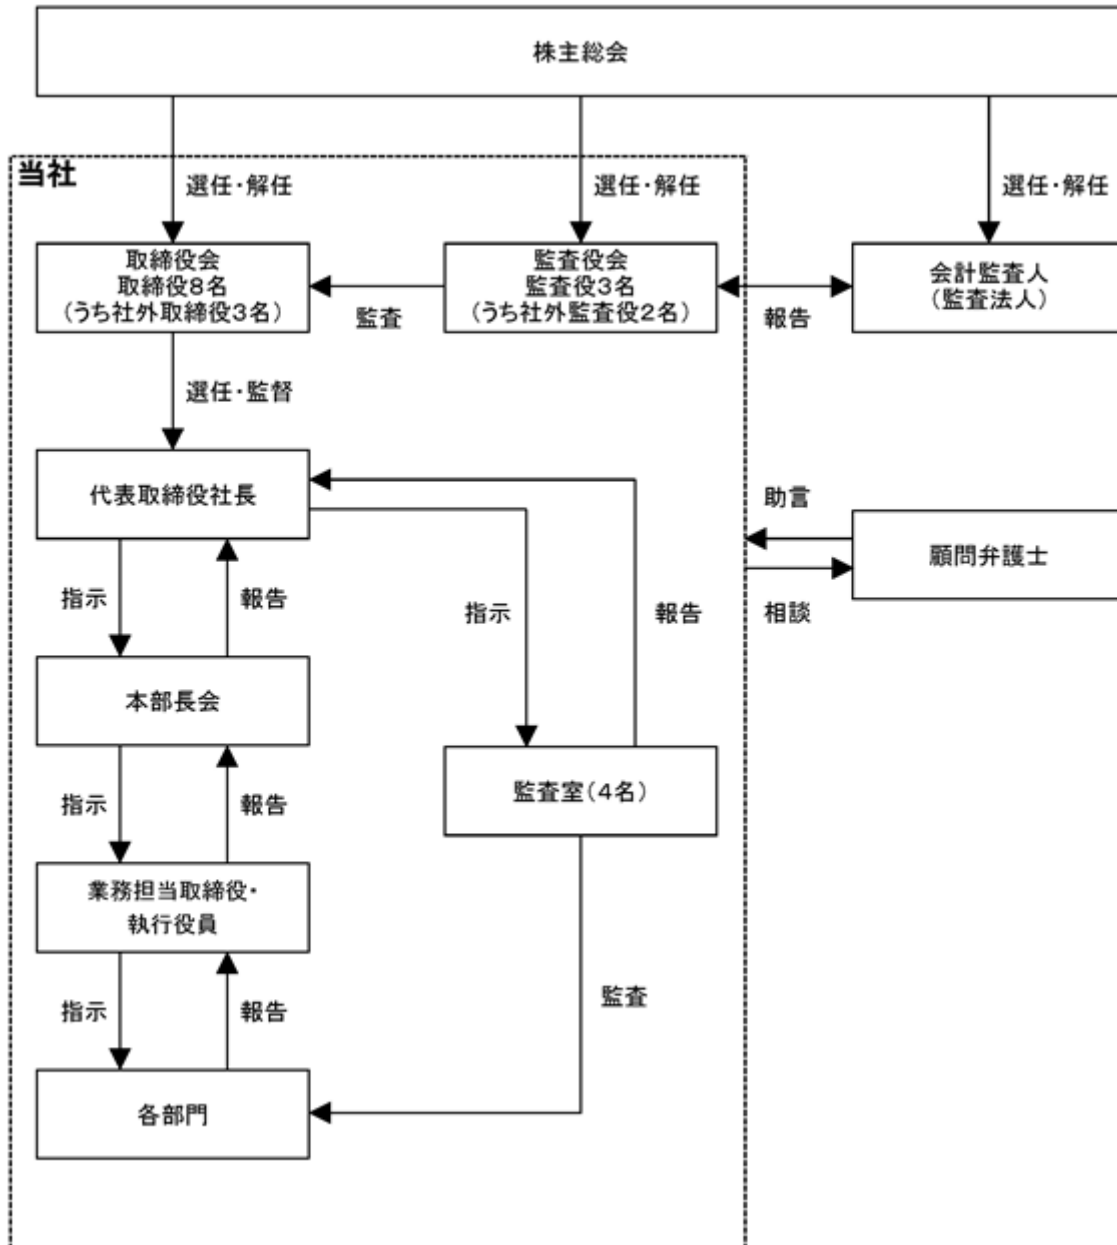 株主総会
当社
選任・解任
選任・解任
選任・解任
取締役会
取締役8名
(うち社外取締役3名)
監査
監査役会
監査役3名
(うち社外監査役2名)
報告
会計監査人
(監査法人)
選任・監督
代表取締役社長
助言
顧問弁護士
相談
指示
報告
指示
報告
本部長会
監査室(4名)
指示
報告
業務担当取締役・
執行役員
監査
指示
報告
各部門